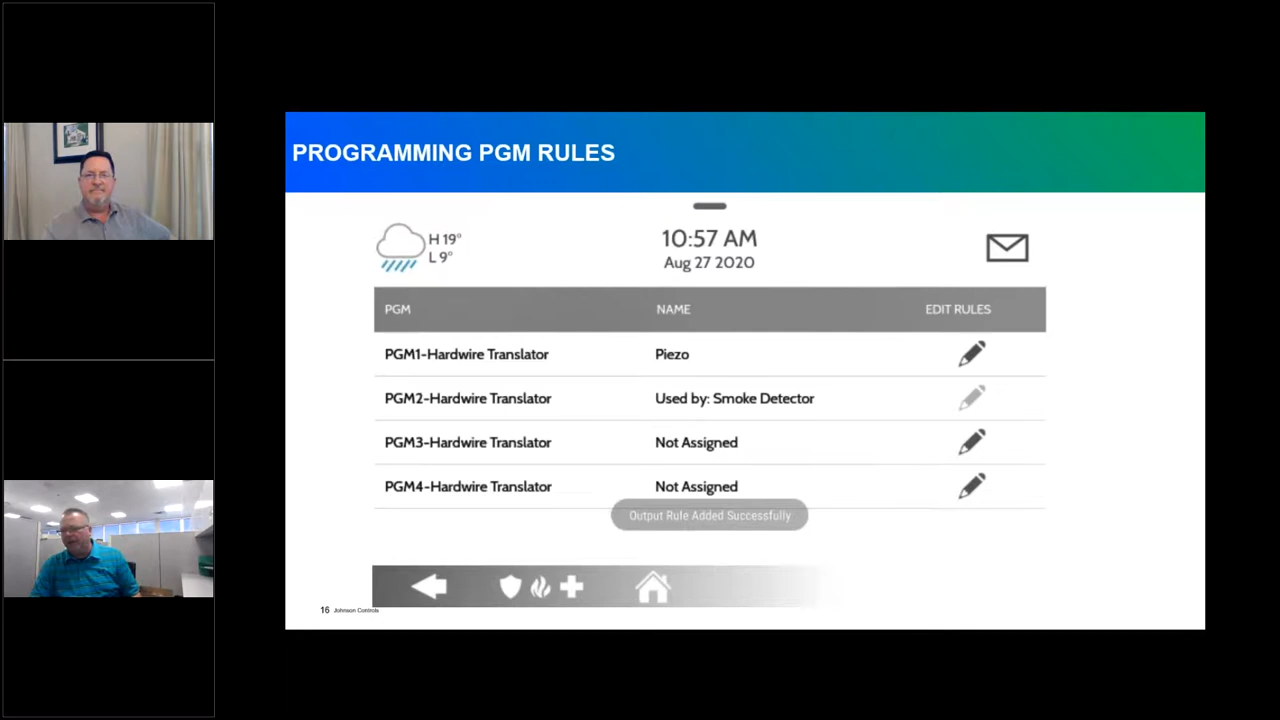 PROGRAMMING PGM RULES
H 19°
L 9°
10:57 AM
Aug 27 2020
PGM NAME EDIT RULES
PGM1-Hardwire Translator Piezo
PGM2-Hardwire Translator Used by: Smoke Detector
PGM3-Hardwire Translator Not Assigned
PGM4-Hardwire Translator Not Assigned
Output Rule Added Successfully
16 Johnson Controls